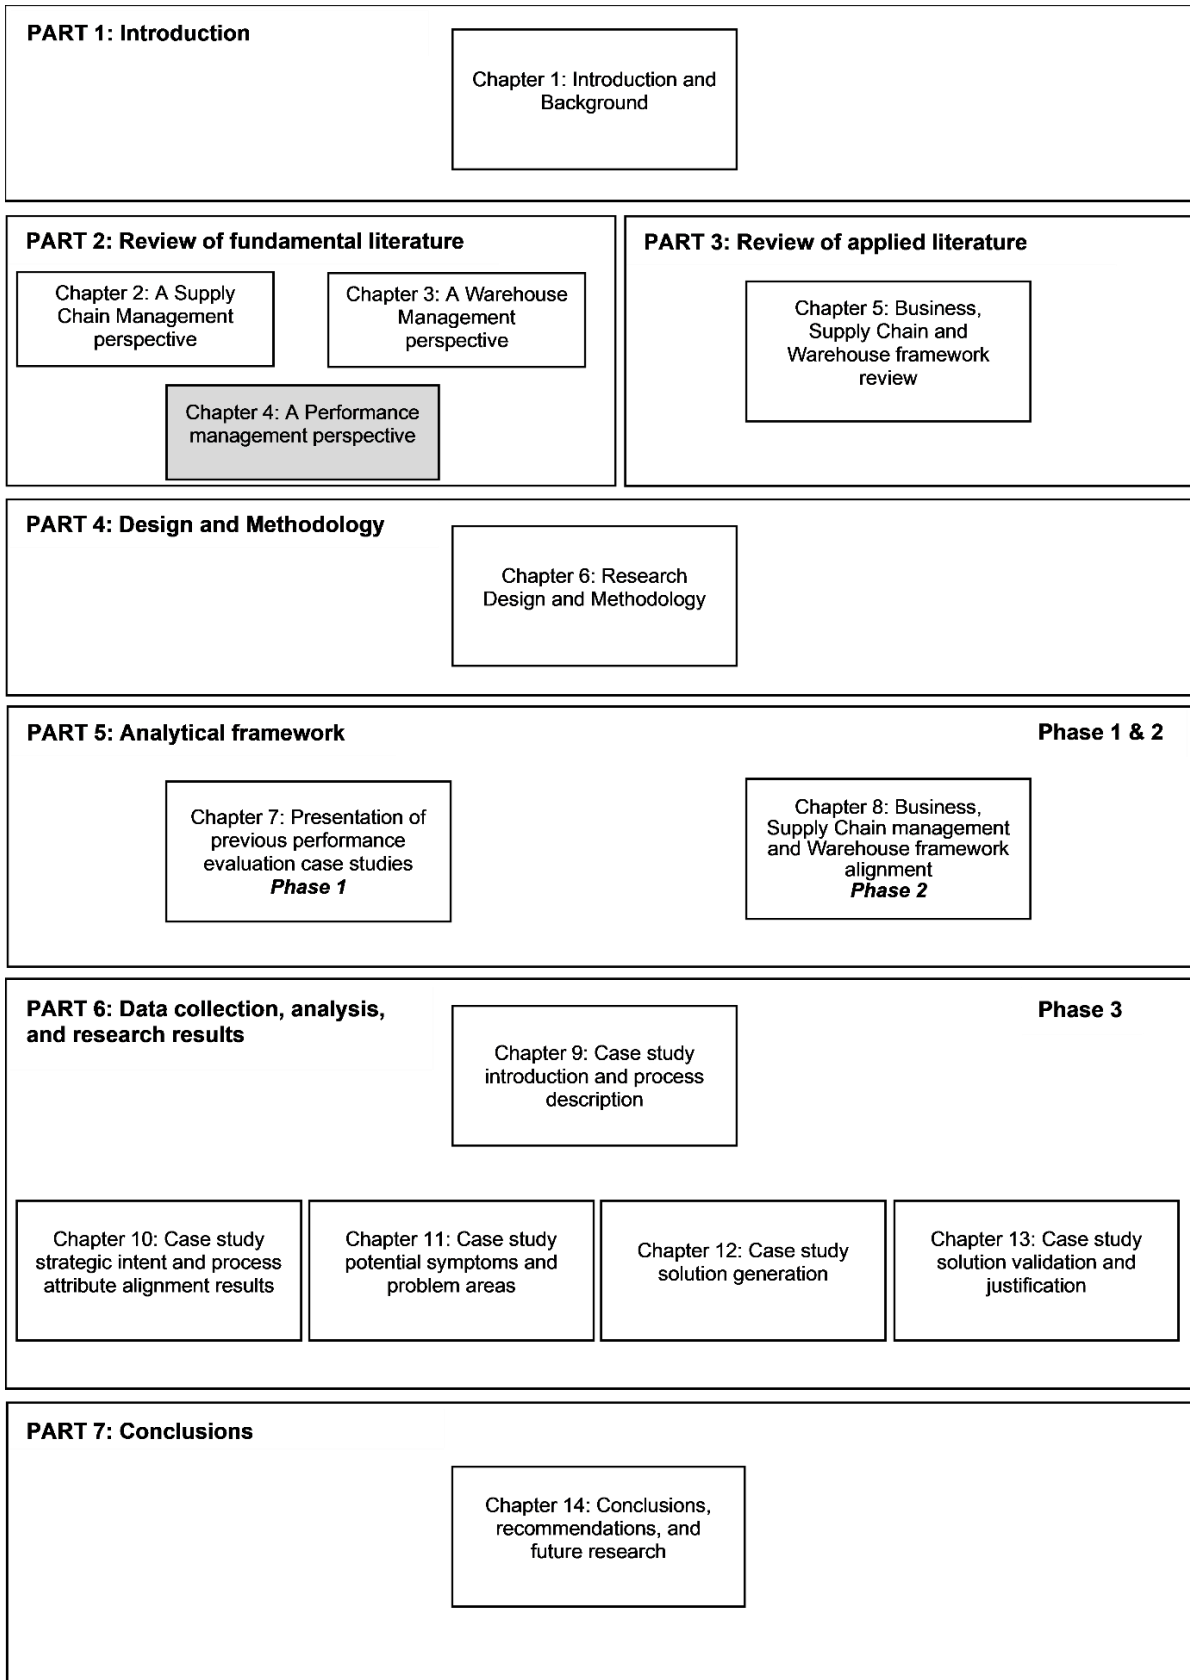 PART 1: Introduction
Chapter 1: Introduction and
Background
PART 2: Review of fundamental literature
Chapter 2: A Supply
Chain Management
perspective
Chapter 3: A Warehouse
Management
perspective
Chapter 4: A Performance
management perspective
PART 3: Review of applied literature
Chapter 5: Business,
Supply Chain and
Warehouse framework
review
PART 4: Design and Methodology
Chapter 6: Research
Design and Methodology
PART 5: Analytical framework
Phase 1 & 2
Chapter 7: Presentation of
previous performance
evaluation case studies
Phase 1
Chapter 8: Business,
Supply Chain management
and Warehouse framework
alignment
Phase 2
PART 6: Data collection, analysis,
and research results
Phase 3
Chapter 9: Case study
introduction and process
description
Chapter 10: Case study
strategic intent and process
attribute alignment results
Chapter 11: Case study
potential symptoms and
problem areas
Chapter 12: Case study
solution generation
Chapter 13: Case study
solution validation and
justification
PART 7: Conclusions
Chapter 14: Conclusions,
recommendations, and
future research